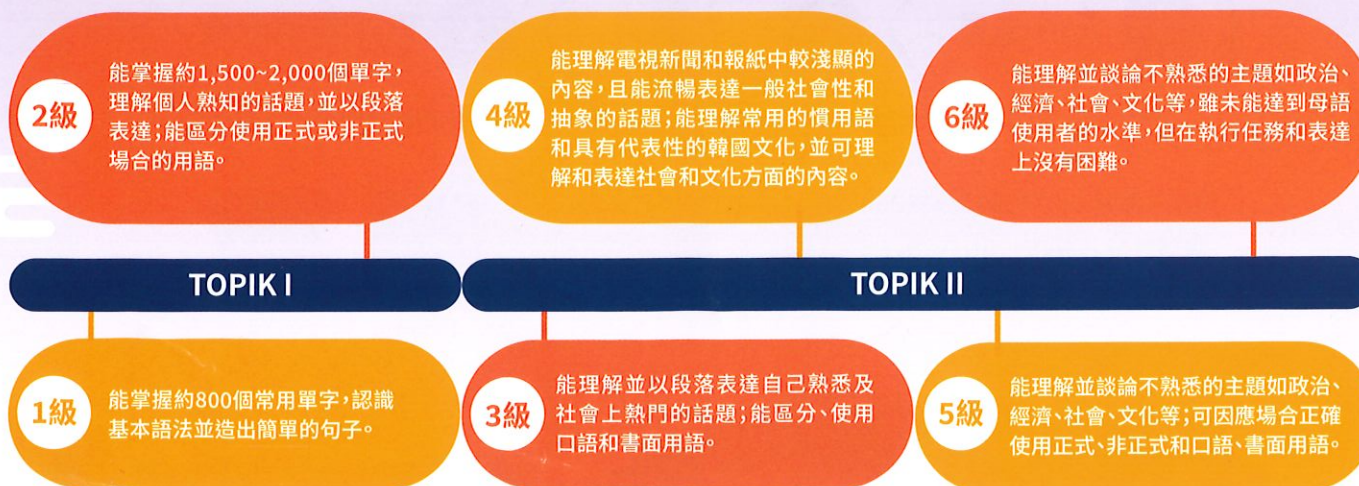 2級
能掌握約1,500~2,000個單字，
理解個人熟知的話題，並以段落
表達；能區分使用正式或非正式
場合的用語。
4級
能理解電視新聞和報紙中較淺顯的
內容，且能流暢表達一般社會性和
抽象的話題；能理解常用的慣用語
和具有代表性的韓國文化，並可理
解和表達社會和文化方面的內容。
6級
能理解並談論不熟悉的主題如政治、
經濟、社會、文化等，雖未能達到母語
使用者的水準，但在執行任務和表達
上沒有困難。
TOPIK I
TOPIK II
1級
能掌握約800個常用單字，認識
基本語法並造出簡單的句子。
3級
能理解並以段落表達自己熟悉及
社會上熱門的話題；能區分、使用
口語和書面用語。
5級
能理解並談論不熟悉的主題如政治、
經濟、社會、文化等；可因應場合正確
使用正式、非正式和口語、書面用語。